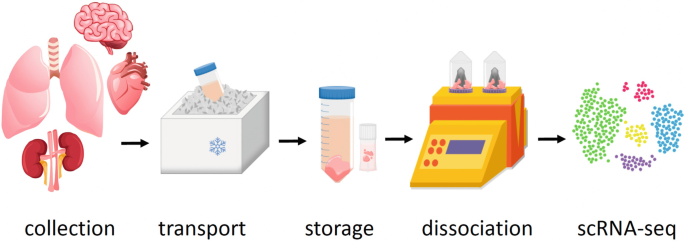 collection
transport
storage
dissociation
scRNA-seq